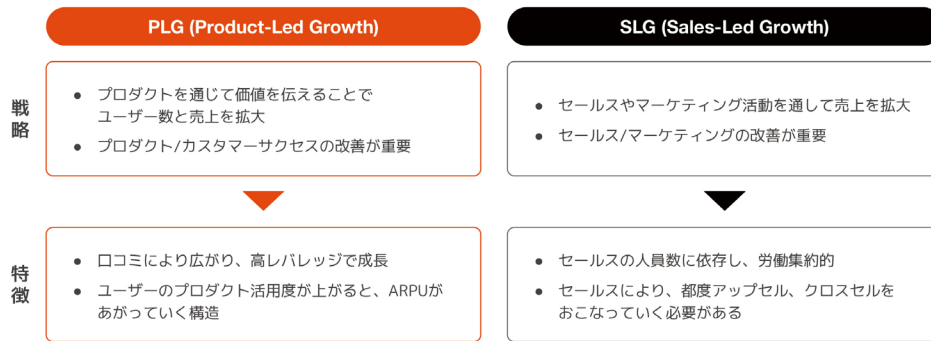 PLG (Product-Led Growth)
SLG (Sales-Led Growth)
戦略
● プロダクトを通じて価値を伝えることで
ユーザー数と売上を拡大
● プロダクト/カスタマーサクセスの改善が重要
● セールスやマーケティング活動を通して売上を拡大
● セールス/マーケティングの改善が重要
特徴
● 口コミにより広がり、高レバレッジで成長
● ユーザーのプロダクト活用度が上がると、ARPUが
あがっていく構造
● セールスの人員数に依存し、労働集約的
● セールスにより、都度アップセル、クロスセルを
おこなっていく必要がある